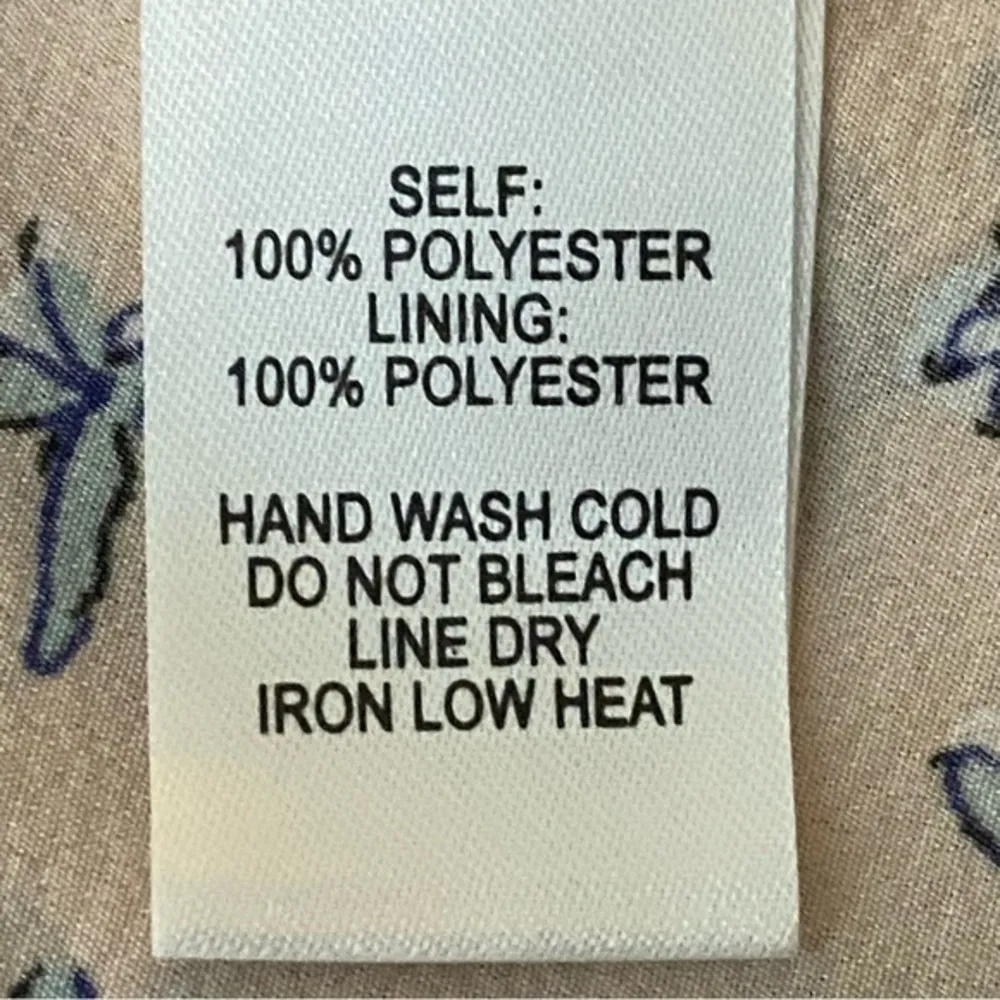 SELF:
100% POLYESTER
LINING:
100% POLYESTER
HAND WASH COLD
DO NOT BLEACH
LINE DRY
IRON LOW HEAT